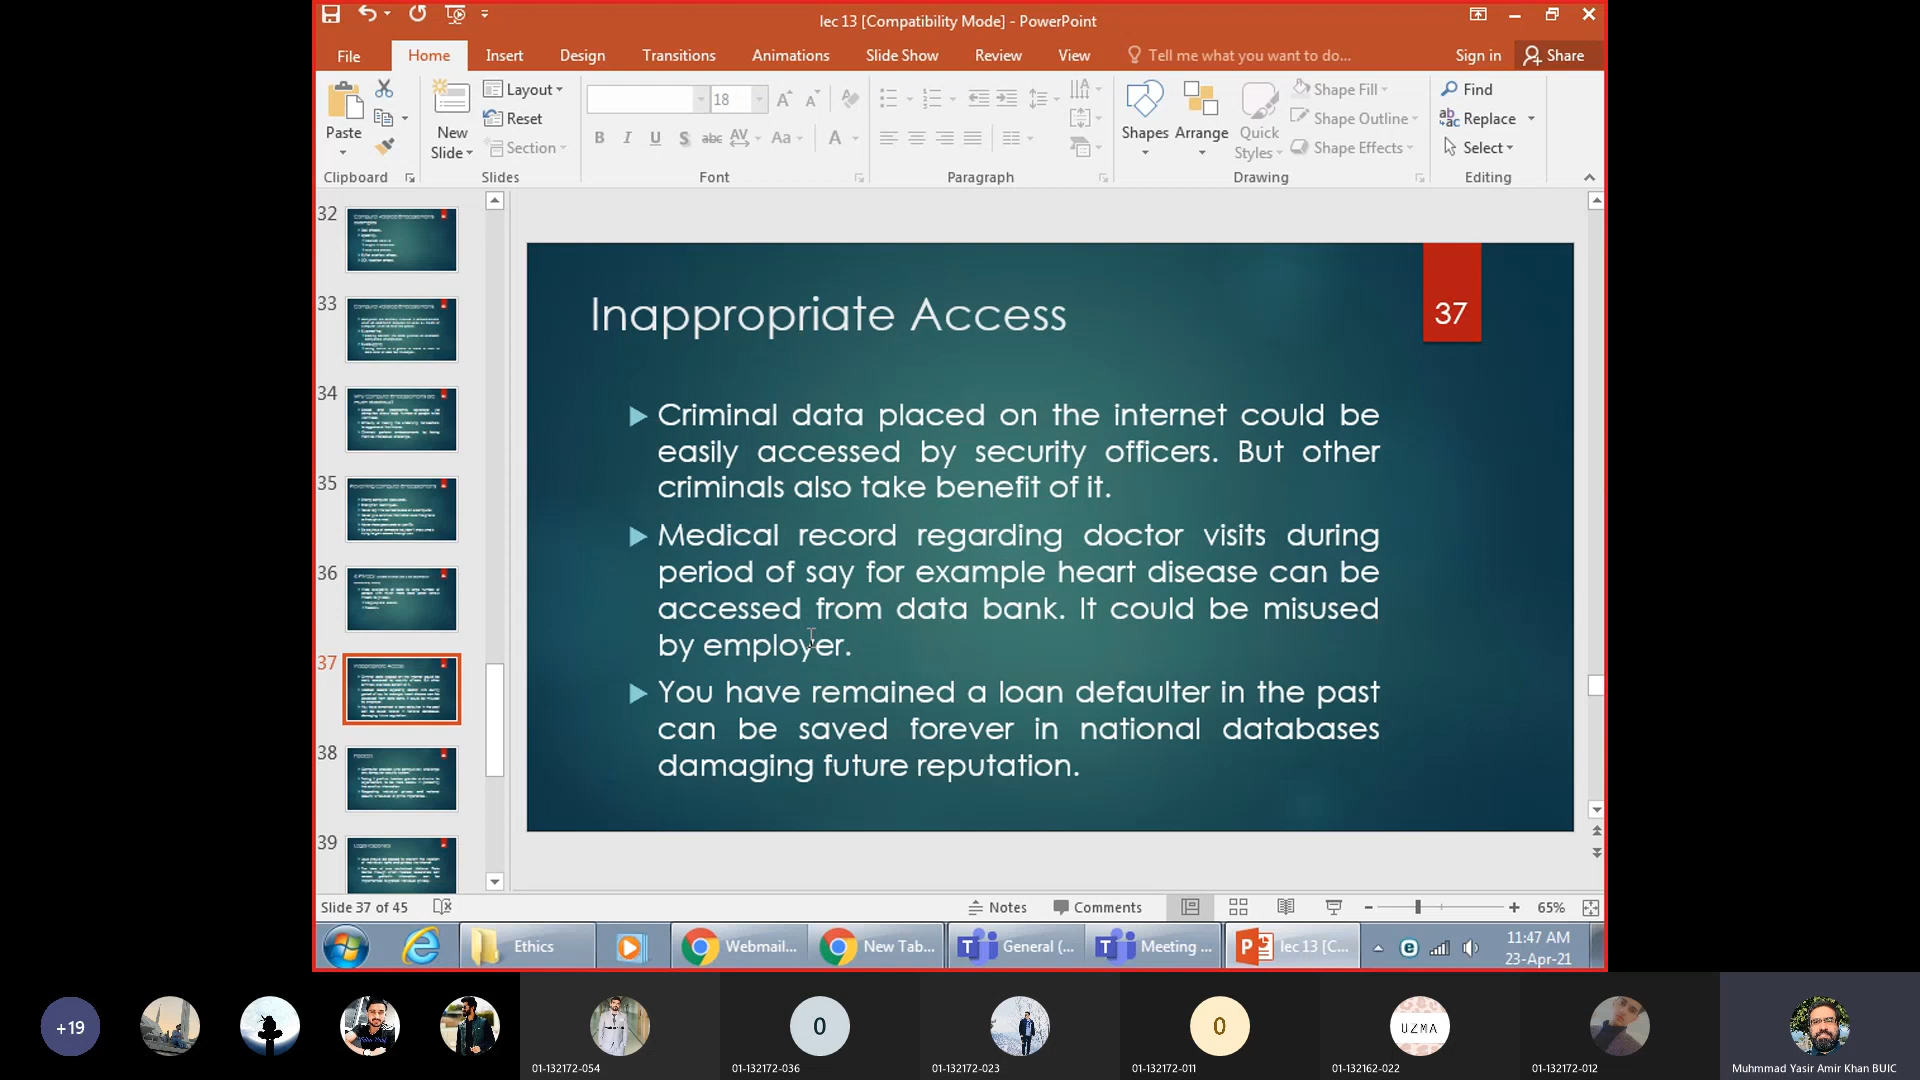 lec 13 [Compatibility Mode] - PowerPoint
File Home Insert Design Transitions Animations Slide Show Review View Tell me what you want to do... Sign in Share
Paste
New Slide
Layout
Reset
Section
18
B I U S abc AV Aa A
Shapes Arrange Quick Styles
Shape Fill
Shape Outline
Shape Effects
Find
Replace
Select
Clipboard Slides Font Paragraph Drawing Editing
32
33
34
35
36
37
38
39
Inappropriate Access
37
Criminal data placed on the internet could be
easily accessed by security officers. But other
criminals also take benefit of it.
Medical record regarding doctor visits during
period of say for example heart disease can be
accessed from data bank. It could be misused
by employer.
You have remained a loan defaulter in the past
can be saved forever in national databases
damaging future reputation.
Slide 37 of 45 Notes Comments 65%
Ethics Webmail... New Tab... General (... Meeting ... lec 13 [C... 11:47 AM
23-Apr-21
+19 0 0 UZMA
01-132172-054 01-132172-036 01-132172-023 01-132172-011 01-132162-022 01-132172-012 Muhmmad Yasir Amir Khan BUIC